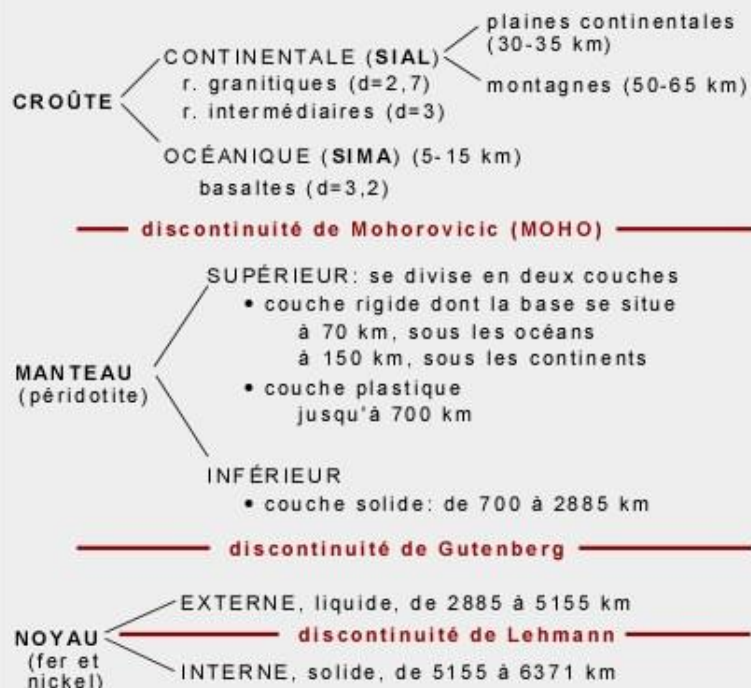 plaines continentales
(30-35 km)
CONTINENTALE (SIAL)
r. granitiques (d=2,7)
montagnes (50-65 km)
r. intermédiaires (d=3)
CROÛTE
OCÉANIQUE (SIMA) (5-15 km)
basaltes (d=3,2)
discontinuité de Mohorovicic (MOHO)
SUPÉRIEUR: se divise en deux couches
• couche rigide dont la base se situe
à 70 km, sous les océans
à 150 km, sous les continents
MANTEAU
(péridotite)
• couche plastique
jusqu'à 700 km
INFÉRIEUR
• couche solide: de 700 à 2885 km
discontinuité de Gutenberg
EXTERNE, liquide, de 2885 à 5155 km
NOYAU
(fer et
nickel)
discontinuité de Lehmann
INTERNE, solide, de 5155 à 6371 km